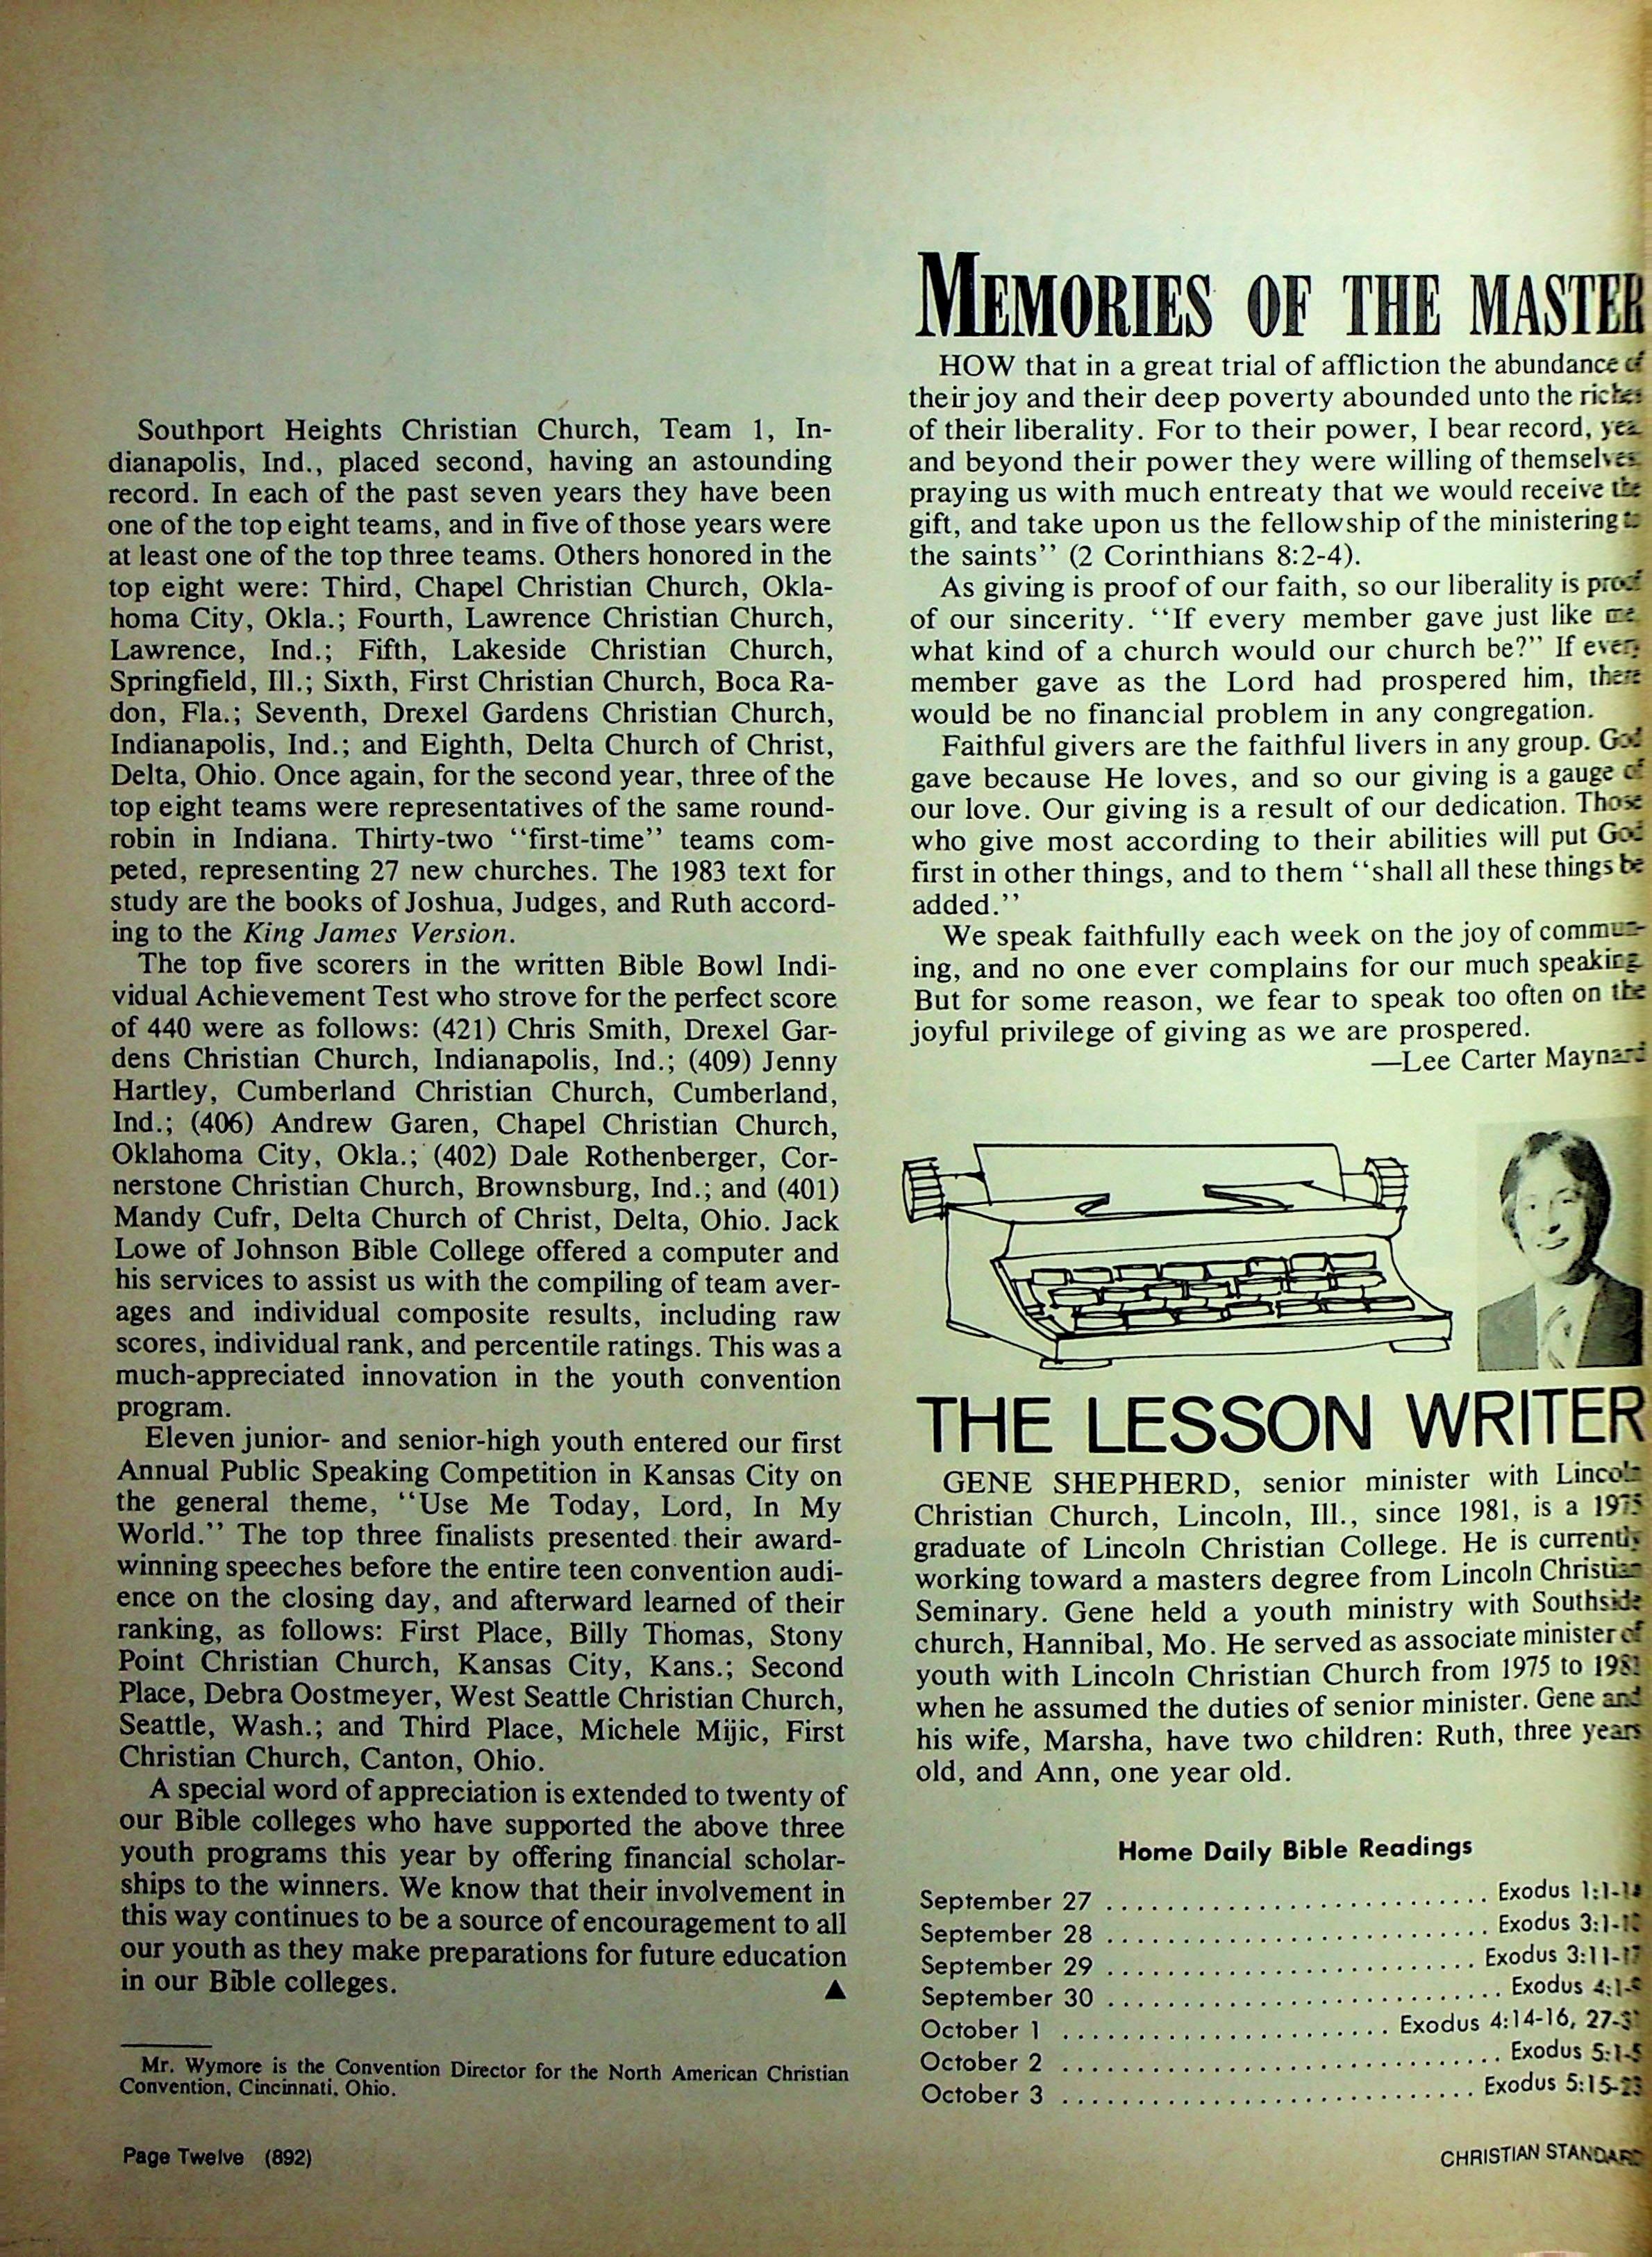 Southport Heights Christian Church, Team 1, In-
dianapolis, Ind., placed second, having an astounding
record. In each of the past seven years they have been
one of the top eight teams, and in five of those years were
at least one of the top three teams. Others honored in the
top eight were: Third, Chapel Christian Church, Okla-
homa City, Okla.; Fourth, Lawrence Christian Church,
Lawrence, Ind.; Fifth, Lakeside Christian Church,
Springfield, Ill.; Sixth, First Christian Church, Boca Ra-
don, Fla.; Seventh, Drexel Gardens Christian Church,
Indianapolis, Ind.; and Eighth, Delta Church of Christ,
Delta, Ohio. Once again, for the second year, three of the
top eight teams were representatives of the same round-
robin in Indiana. Thirty-two “first-time” teams com-
peted, representing 27 new churches. The 1983 text for
study are the books of Joshua, Judges, and Ruth accord-
ing to the King James Version.
The top five scorers in the written Bible Bowl Indi-
vidual Achievement Test who strove for the perfect score
of 440 were as follows: (421) Chris Smith, Drexel Gar-
dens Christian Church, Indianapolis, Ind.; (409) Jenny
Hartley, Cumberland Christian Church, Cumberland,
Ind.; (406) Andrew Garen, Chapel Christian Church,
Oklahoma City, Okla.; (402) Dale Rothenberger, Cor-
nerstone Christian Church, Brownsburg, Ind.; and (401)
Mandy Cufr, Delta Church of Christ, Delta, Ohio. Jack
Lowe of Johnson Bible College offered a computer and
his services to assist us with the compiling of team aver-
ages and individual composite results, including raw
scores, individual rank, and percentile ratings. This was a
much-appreciated innovation in the youth convention
program.
Eleven junior- and senior-high youth entered our first
Annual Public Speaking Competition in Kansas City on
the general theme, “Use Me Today, Lord, In My
World.” The top three finalists presented their award-
winning speeches before the entire teen convention audi-
ence on the closing day, and afterward learned of their
ranking, as follows: First Place, Billy Thomas, Stony
Point Christian Church, Kansas City, Kans.; Second
Place, Debra Oostmeyer, West Seattle Christian Church,
Seattle, Wash.; and Third Place, Michele Mijic, First
Christian Church, Canton, Ohio.
A special word of appreciation is extended to twenty of
our Bible colleges who have supported the above three
youth programs this year by offering financial scholar-
ships to the winners. We know that their involvement in
this way continues to be a source of encouragement to all
our youth as they make preparations for future education
in our Bible colleges. ▲
Mr. Wymore is the Convention Director for the North American Christian
Convention, Cincinnati, Ohio.
Page Twelve (892)
MEMORIES OF THE MASTER
HOW that in a great trial of affliction the abundance of
their joy and their deep poverty abounded unto the riches
of their liberality. For to their power, I bear record, yea
and beyond their power they were willing of themselves
praying us with much entreaty that we would receive the
gift, and take upon us the fellowship of the ministering to
the saints” (2 Corinthians 8:2-4).
As giving is proof of our faith, so our liberality is proof
of our sincerity. “If every member gave just like me
what kind of a church would our church be?” If every
member gave as the Lord had prospered him, there
would be no financial problem in any congregation.
Faithful givers are the faithful livers in any group. God
gave because He loves, and so our giving is a gauge of
our love. Our giving is a result of our dedication. Those
who give most according to their abilities will put God
first in other things, and to them “shall all these things be
added.”
We speak faithfully each week on the joy of commun-
ing, and no one ever complains for our much speaking
But for some reason, we fear to speak too often on the
joyful privilege of giving as we are prospered.
—Lee Carter Maynard
THE LESSON WRITER
GENE SHEPHERD, senior minister with Lincoln
Christian Church, Lincoln, Ill., since 1981, is a 1975
graduate of Lincoln Christian College. He is currently
working toward a masters degree from Lincoln Christian
Seminary. Gene held a youth ministry with Southside
church, Hannibal, Mo. He served as associate minister of
youth with Lincoln Christian Church from 1975 to 1981
when he assumed the duties of senior minister. Gene and
his wife, Marsha, have two children: Ruth, three years
old, and Ann, one year old.
Home Daily Bible Readings
September 27 ............................ Exodus
September 28 ............................ Exodus
September 29 ........................... Exodus 3:11-17
September 30 ............................. Exodus
October 1 ........................ Exodus 4:14-16,
October 2 ................................ Exodus 5:1-5
October 3 .............................. Exodus 5:15-23
CHRISTIAN STANDARD